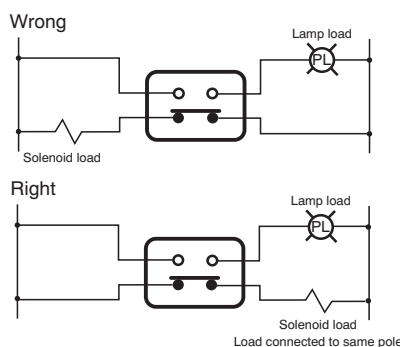 Wrong
Lamp load
PL
Solenoid load
Right
Lamp load
PL
Solenoid load
Load connected to same pole